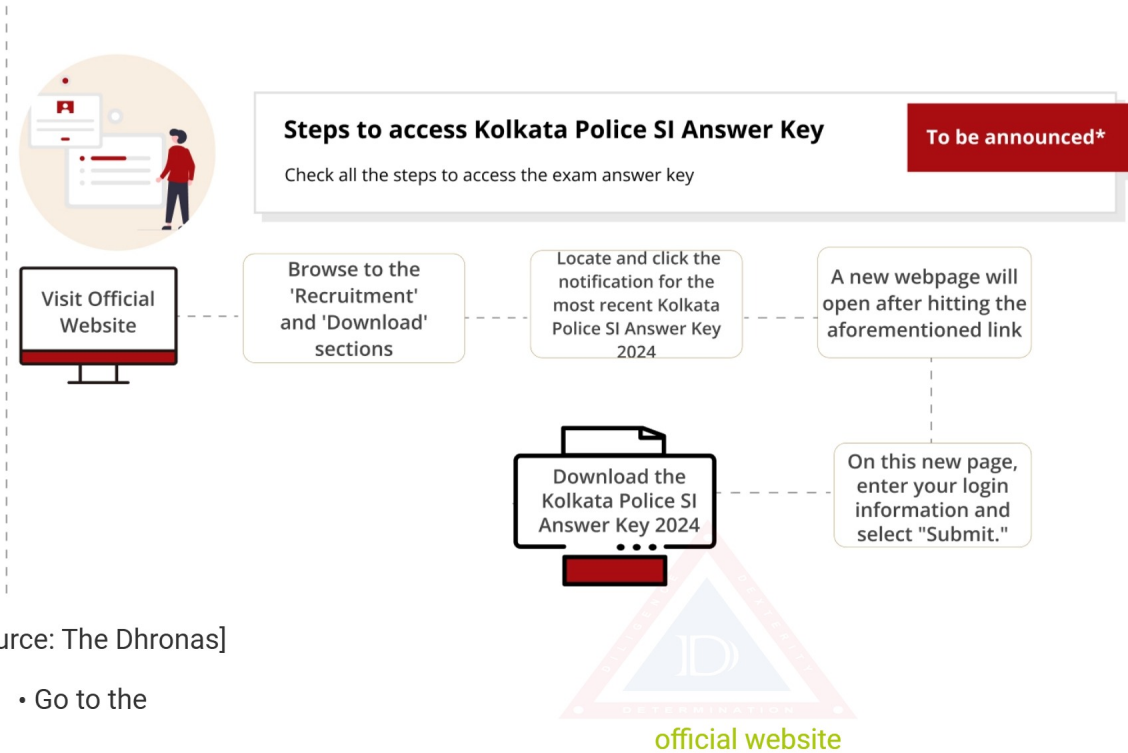 Steps to access Kolkata Police SI Answer Key
To be announced*
Check all the steps to access the exam answer key
Visit Official
Website
Browse to the
'Recruitment'
and 'Download'
sections
Locate and click the
notification for the
most recent Kolkata
Police SI Answer Key
2024
A new webpage will
open after hitting the
aforementioned link
On this new page,
enter your login
information and
select "Submit."
Download the
Kolkata Police SI
Answer Key 2024
D
DETERMINATION
urce: The Dhronas]
• Go to the
official website